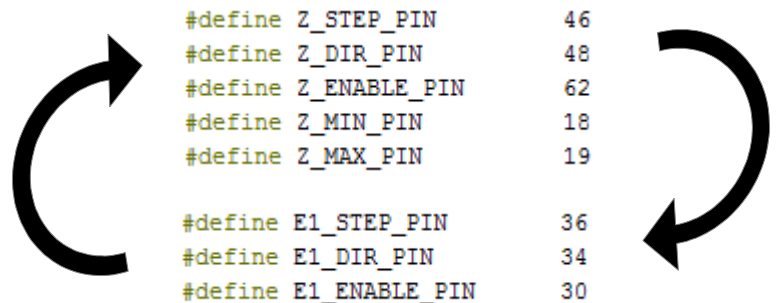 #define Z_STEP_PIN 46
#define Z_DIR_PIN 48
#define Z_ENABLE_PIN 62
#define Z_MIN_PIN 18
#define Z_MAX_PIN 19
#define E1_STEP_PIN 36
#define E1_DIR_PIN 34
#define E1_ENABLE_PIN 30